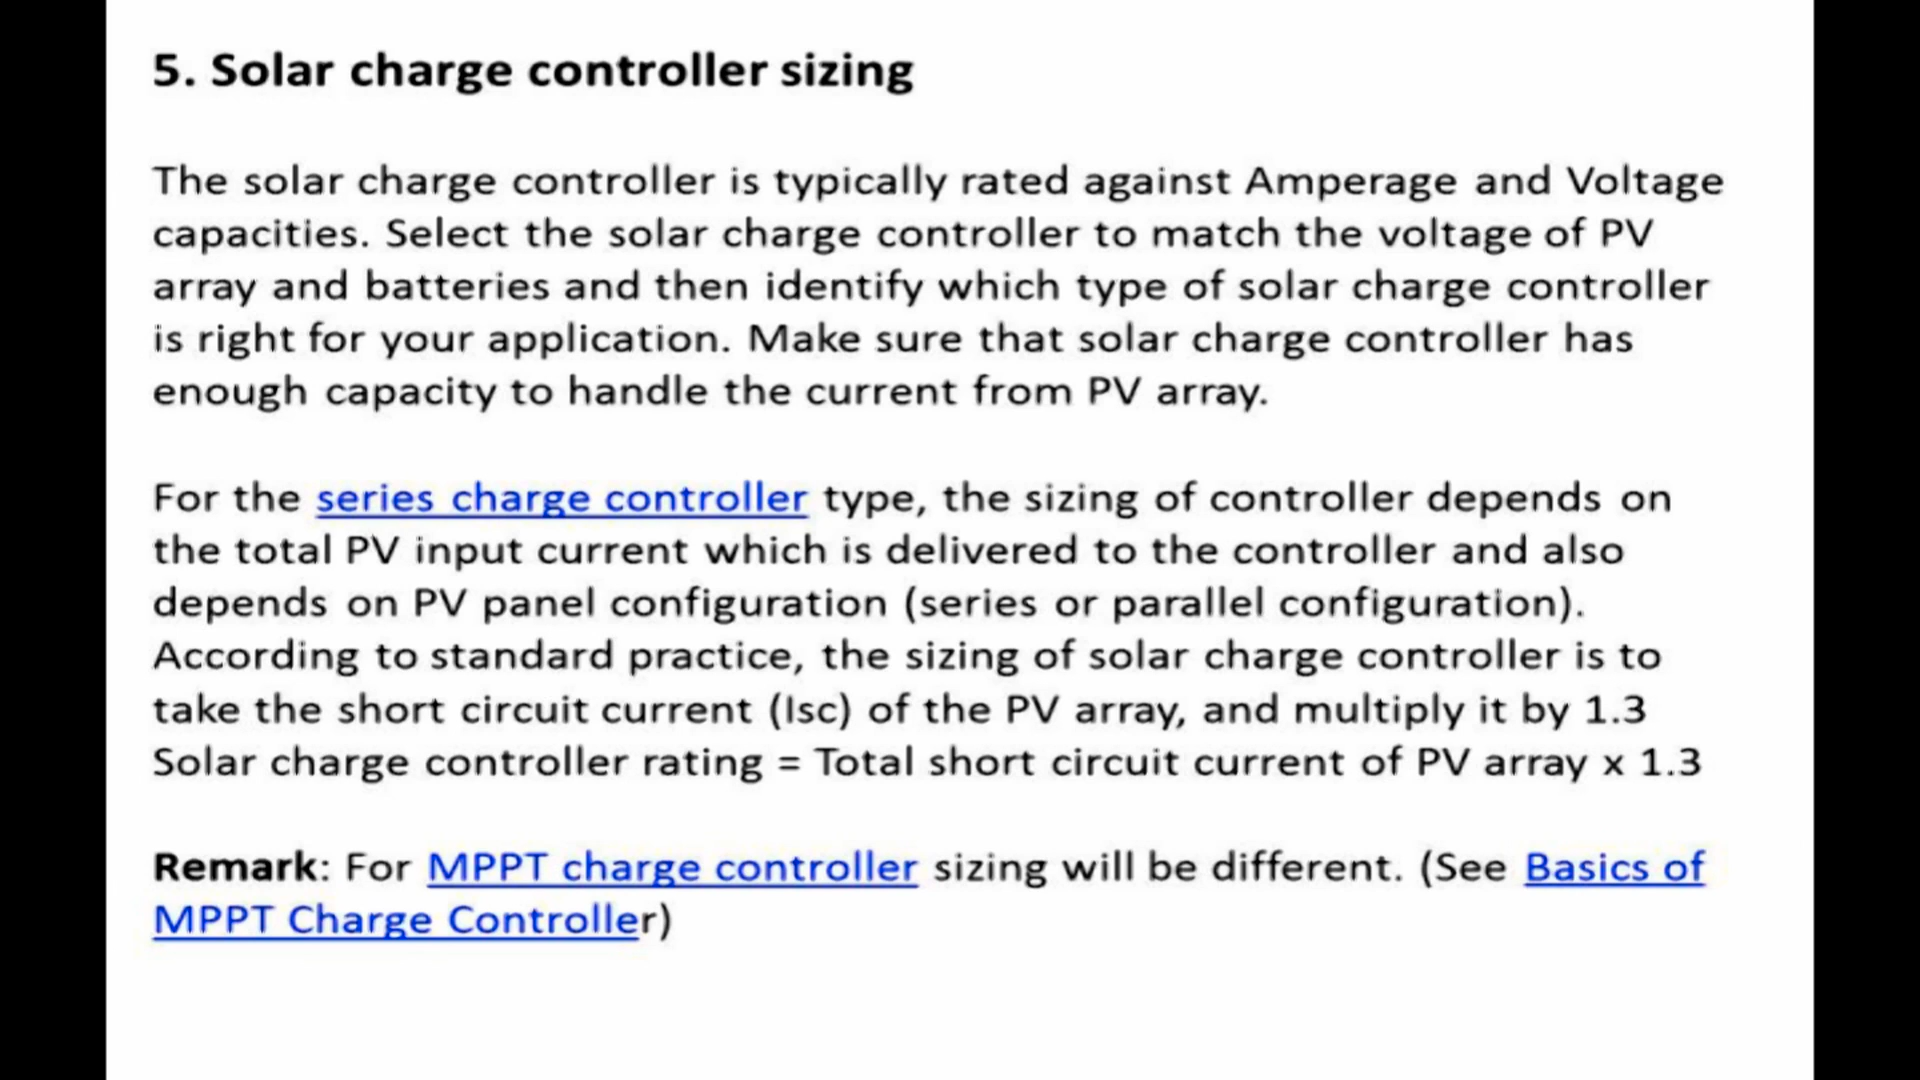 5. Solar charge controller sizing
The solar charge controller is typically rated against Amperage and Voltage
capacities. Select the solar charge controller to match the voltage of PV
array and batteries and then identify which type of solar charge controller
is right for your application. Make sure that solar charge controller has
enough capacity to handle the current from PV array.
For the series charge controller type, the sizing of controller depends on
the total PV input current which is delivered to the controller and also
depends on PV panel configuration (series or parallel configuration).
According to standard practice, the sizing of solar charge controller is to
take the short circuit current (Isc) of the PV array, and multiply it by 1.3
Solar charge controller rating = Total short circuit current of PV array x 1.3
Remark: For MPPT charge controller sizing will be different. (See Basics of
MPPT Charge Controller)